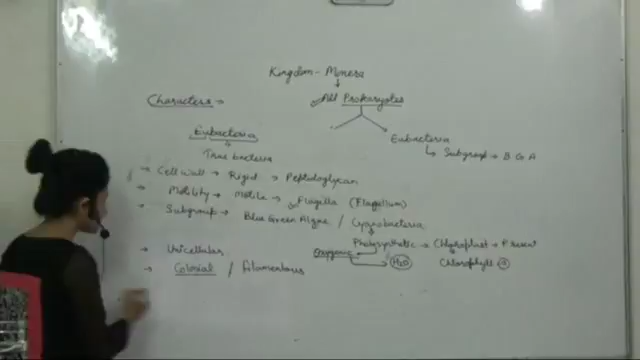 Kingdom - Monera
↓
Characters → All Prokaryotes
Eubacteria
Eubacteria
↳ Subgroup → B G A
True bacteria
→ Cell wall → Rigid → Peptidoglycan
→ Motility → Motile → Flagella (Flagellum)
→ Subgroup → Blue Green Algae / Cyanobacteria
Photosynthetic → Chloroplast → Present
→ Unicellular Oxygenic H2O Chlorophyll a
→ Colonial / Filamentous